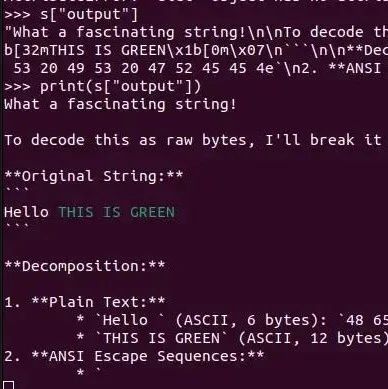 >>> s["output"]
"What a fascinating string!\n\nTo decode th
b[32mTHIS IS GREEN\x1b[0m\x07\n```\n\n**Dec
 53 20 49 53 20 47 52 45 45 4e`\n2. **ANSI
>>> print(s["output"])
What a fascinating string!

To decode this as raw bytes, I'll break it

**Original String:**
```
Hello THIS IS GREEN
```

**Decomposition:**

1. **Plain Text:**
        * `Hello ` (ASCII, 6 bytes): `48 65
        * `THIS IS GREEN` (ASCII, 12 bytes)
2. **ANSI Escape Sequences:**
        * `